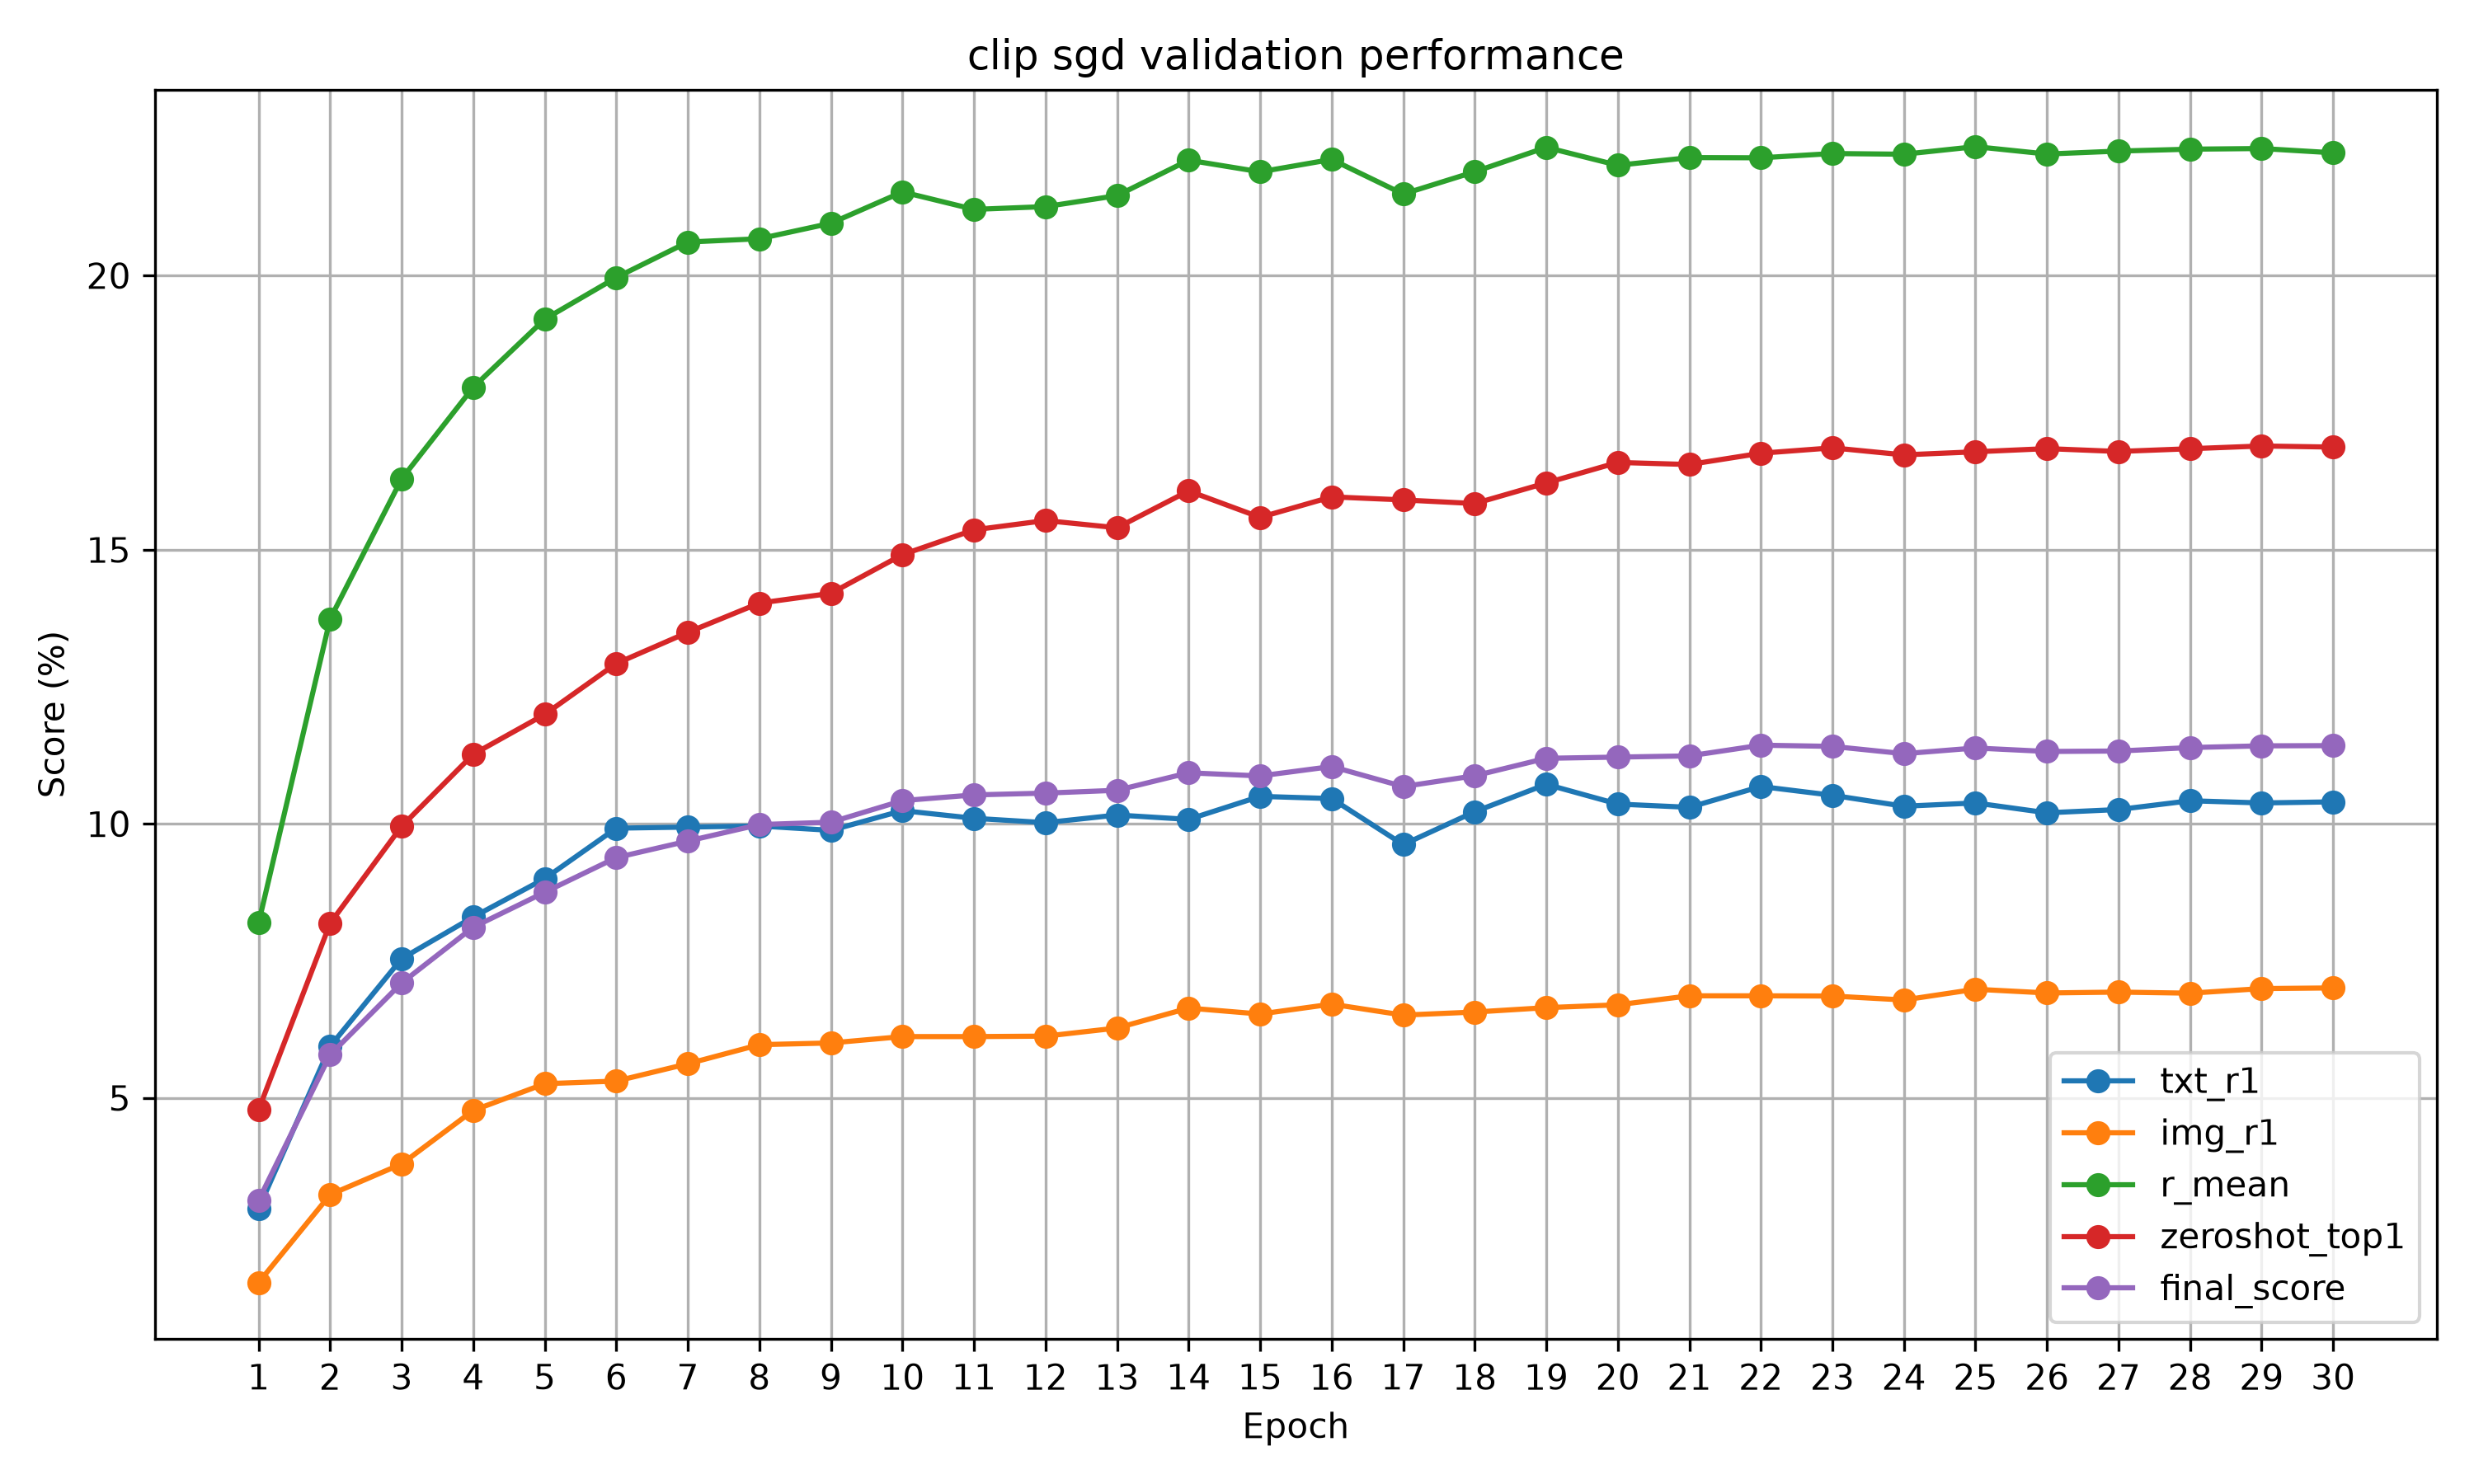 clip sgd validation performance
Score (%)
20
15
10
5
txt_r1
img_r1
r_mean
zeroshot_top1
final_score
1 2 3 4 5 6 7 8 9 10 11 12 13 14 15 16 17 18 19 20 21 22 23 24 25 26 27 28 29 30
Epoch